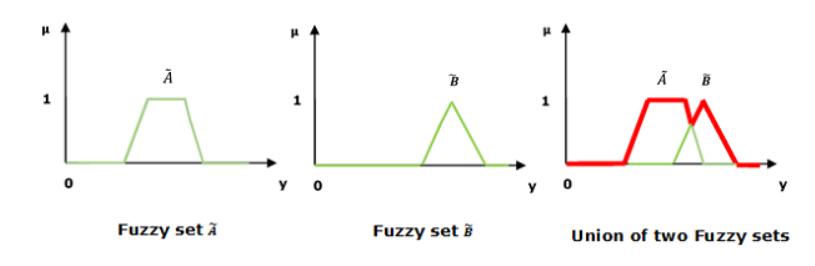 μ
Ã
1
0
y
Fuzzy set Ã
μ
B̃
1
0
y
Fuzzy set B̃
μ
Ã
B̃
1
0
y
Union of two Fuzzy sets